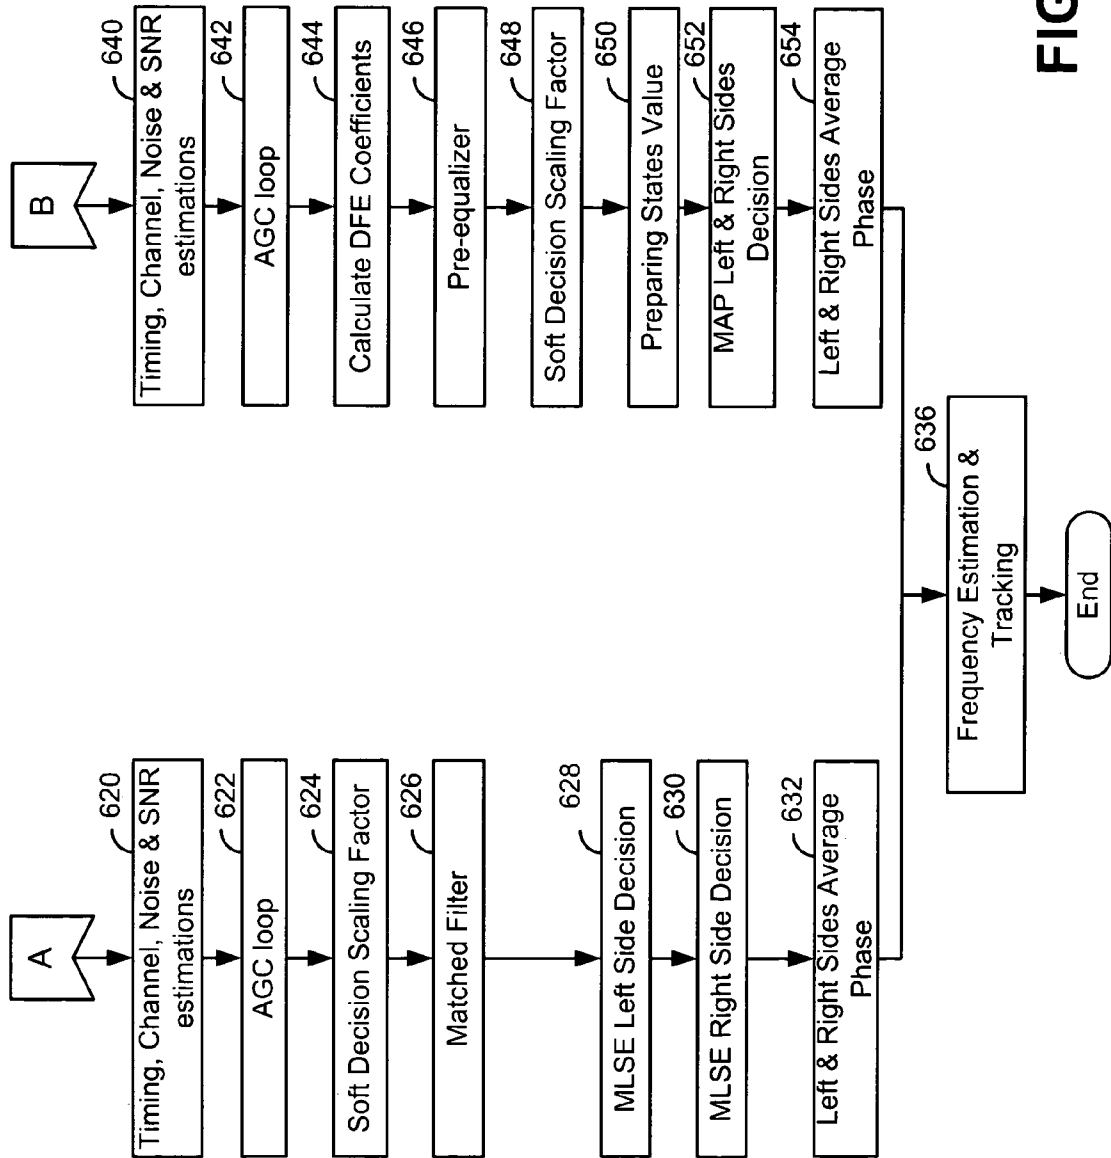 A
620
Timing, Channel, Noise & SNR
estimations
622
AGC loop
624
Soft Decision Scaling Factor
626
Matched Filter
628
MLSE Left Side Decision
630
MLSE Right Side Decision
632
Left & Right Sides Average
Phase
B
640
Timing, Channel, Noise & SNR
estimations
642
AGC loop
644
Calculate DFE Coefficients
646
Pre-equalizer
648
Soft Decision Scaling Factor
650
Preparing States Value
652
MAP Left & Right Sides
Decision
654
Left & Right Sides Average
Phase
636
Frequency Estimation &
Tracking
End
FIG